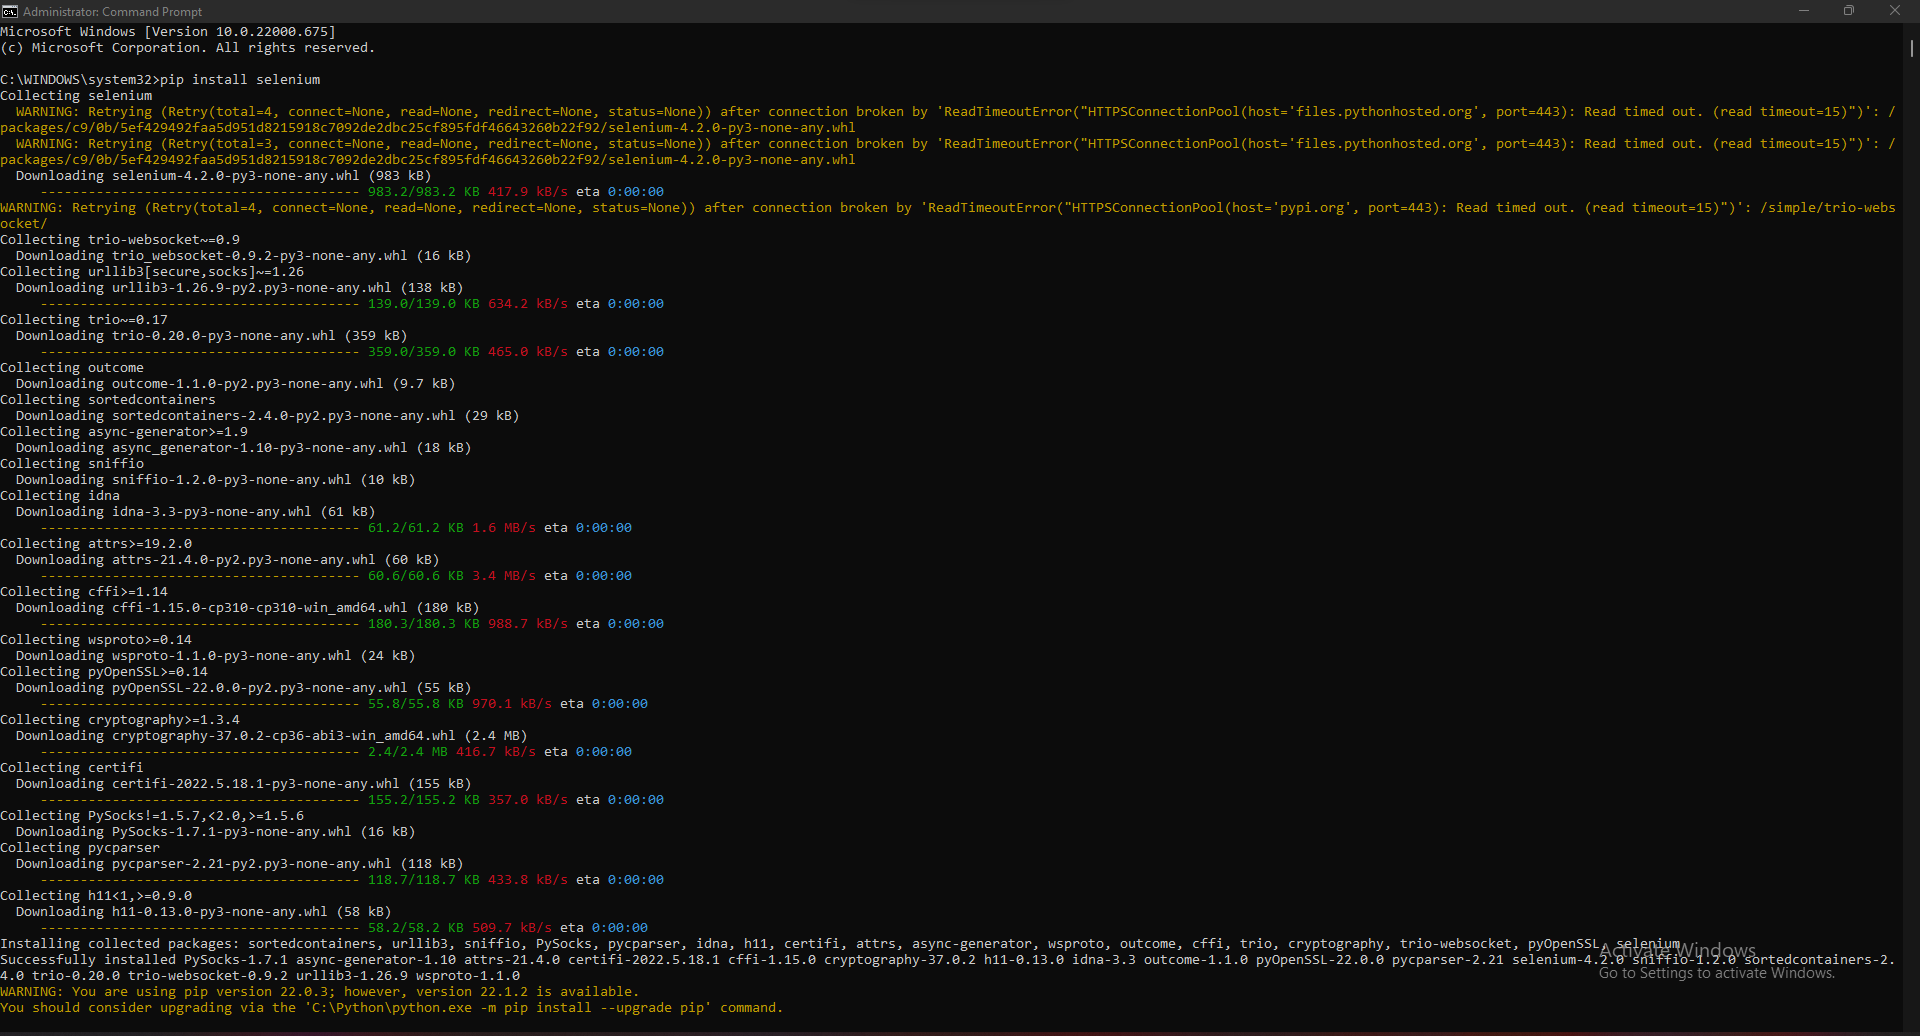 Administrator: Command Prompt
Microsoft Windows [Version 10.0.22000.675]
(c) Microsoft Corporation. All rights reserved.
C:\WINDOWS\system32>pip install selenium
Collecting selenium
WARNING: Retrying (Retry(total=4, connect=None, read=None, redirect=None, status=None)) after connection broken by 'ReadTimeoutError("HTTPSConnectionPool(host='files.pythonhosted.org', port=443): Read timed out. (read timeout=15)")': /
packages/c9/0b/5ef429492faa5d951d8215918c7092de2dbc25cf895fdf46643260b22f92/selenium-4.2.0-py3-none-any.whl
WARNING: Retrying (Retry(total=3, connect=None, read=None, redirect=None, status=None)) after connection broken by 'ReadTimeoutError("HTTPSConnectionPool(host='files.pythonhosted.org', port=443): Read timed out. (read timeout=15)")': /
packages/c9/0b/5ef429492faa5d951d8215918c7092de2dbc25cf895fdf46643260b22f92/selenium-4.2.0-py3-none-any.whl
Downloading selenium-4.2.0-py3-none-any.whl (983 kB)
---------------------------------------- 983.2/983.2 KB 417.9 kB/s eta 0:00:00
WARNING: Retrying (Retry(total=4, connect=None, read=None, redirect=None, status=None)) after connection broken by 'ReadTimeoutError("HTTPSConnectionPool(host='pypi.org', port=443): Read timed out. (read timeout=15)")': /simple/trio-webs
ocket/
Collecting trio-websocket~=0.9
Downloading trio_websocket-0.9.2-py3-none-any.whl (16 kB)
Collecting urllib3[secure,socks]~=1.26
Downloading urllib3-1.26.9-py2.py3-none-any.whl (138 kB)
---------------------------------------- 139.0/139.0 KB 634.2 kB/s eta 0:00:00
Collecting trio~=0.17
Downloading trio-0.20.0-py3-none-any.whl (359 kB)
---------------------------------------- 359.0/359.0 KB 465.0 kB/s eta 0:00:00
Collecting outcome
Downloading outcome-1.1.0-py2.py3-none-any.whl (9.7 kB)
Collecting sortedcontainers
Downloading sortedcontainers-2.4.0-py2.py3-none-any.whl (29 kB)
Collecting async-generator>=1.9
Downloading async_generator-1.10-py3-none-any.whl (18 kB)
Collecting sniffio
Downloading sniffio-1.2.0-py3-none-any.whl (10 kB)
Collecting idna
Downloading idna-3.3-py3-none-any.whl (61 kB)
---------------------------------------- 61.2/61.2 KB 1.6 MB/s eta 0:00:00
Collecting attrs>=19.2.0
Downloading attrs-21.4.0-py2.py3-none-any.whl (60 kB)
---------------------------------------- 60.6/60.6 KB 3.4 MB/s eta 0:00:00
Collecting cffi>=1.14
Downloading cffi-1.15.0-cp310-cp310-win_amd64.whl (180 kB)
---------------------------------------- 180.3/180.3 KB 988.7 kB/s eta 0:00:00
Collecting wsproto>=0.14
Downloading wsproto-1.1.0-py3-none-any.whl (24 kB)
Collecting pyOpenSSL>=0.14
Downloading pyOpenSSL-22.0.0-py2.py3-none-any.whl (55 kB)
---------------------------------------- 55.8/55.8 KB 970.1 kB/s eta 0:00:00
Collecting cryptography>=1.3.4
Downloading cryptography-37.0.2-cp36-abi3-win_amd64.whl (2.4 MB)
---------------------------------------- 2.4/2.4 MB 416.7 kB/s eta 0:00:00
Collecting certifi
Downloading certifi-2022.5.18.1-py3-none-any.whl (155 kB)
---------------------------------------- 155.2/155.2 KB 357.0 kB/s eta 0:00:00
Collecting PySocks!=1.5.7,<2.0,>=1.5.6
Downloading PySocks-1.7.1-py3-none-any.whl (16 kB)
Collecting pycparser
Downloading pycparser-2.21-py2.py3-none-any.whl (118 kB)
---------------------------------------- 118.7/118.7 KB 433.8 kB/s eta 0:00:00
Collecting h11<1,>=0.9.0
Downloading h11-0.13.0-py3-none-any.whl (58 kB)
---------------------------------------- 58.2/58.2 KB 509.7 kB/s eta 0:00:00
Installing collected packages: sortedcontainers, urllib3, sniffio, PySocks, pycparser, idna, h11, certifi, attrs, async-generator, wsproto, outcome, cffi, trio, cryptography, trio-websocket, pyOpenSSL, selenium
Successfully installed PySocks-1.7.1 async-generator-1.10 attrs-21.4.0 certifi-2022.5.18.1 cffi-1.15.0 cryptography-37.0.2 h11-0.13.0 idna-3.3 outcome-1.1.0 pyOpenSSL-22.0.0 pycparser-2.21 selenium-4.2.0 sniffio-1.2.0 sortedcontainers-2.
4.0 trio-0.20.0 trio-websocket-0.9.2 urllib3-1.26.9 wsproto-1.1.0
WARNING: You are using pip version 22.0.3; however, version 22.1.2 is available.
You should consider upgrading via the 'C:\Python\python.exe -m pip install --upgrade pip' command.
Activate Windows
Go to Settings to activate Windows.